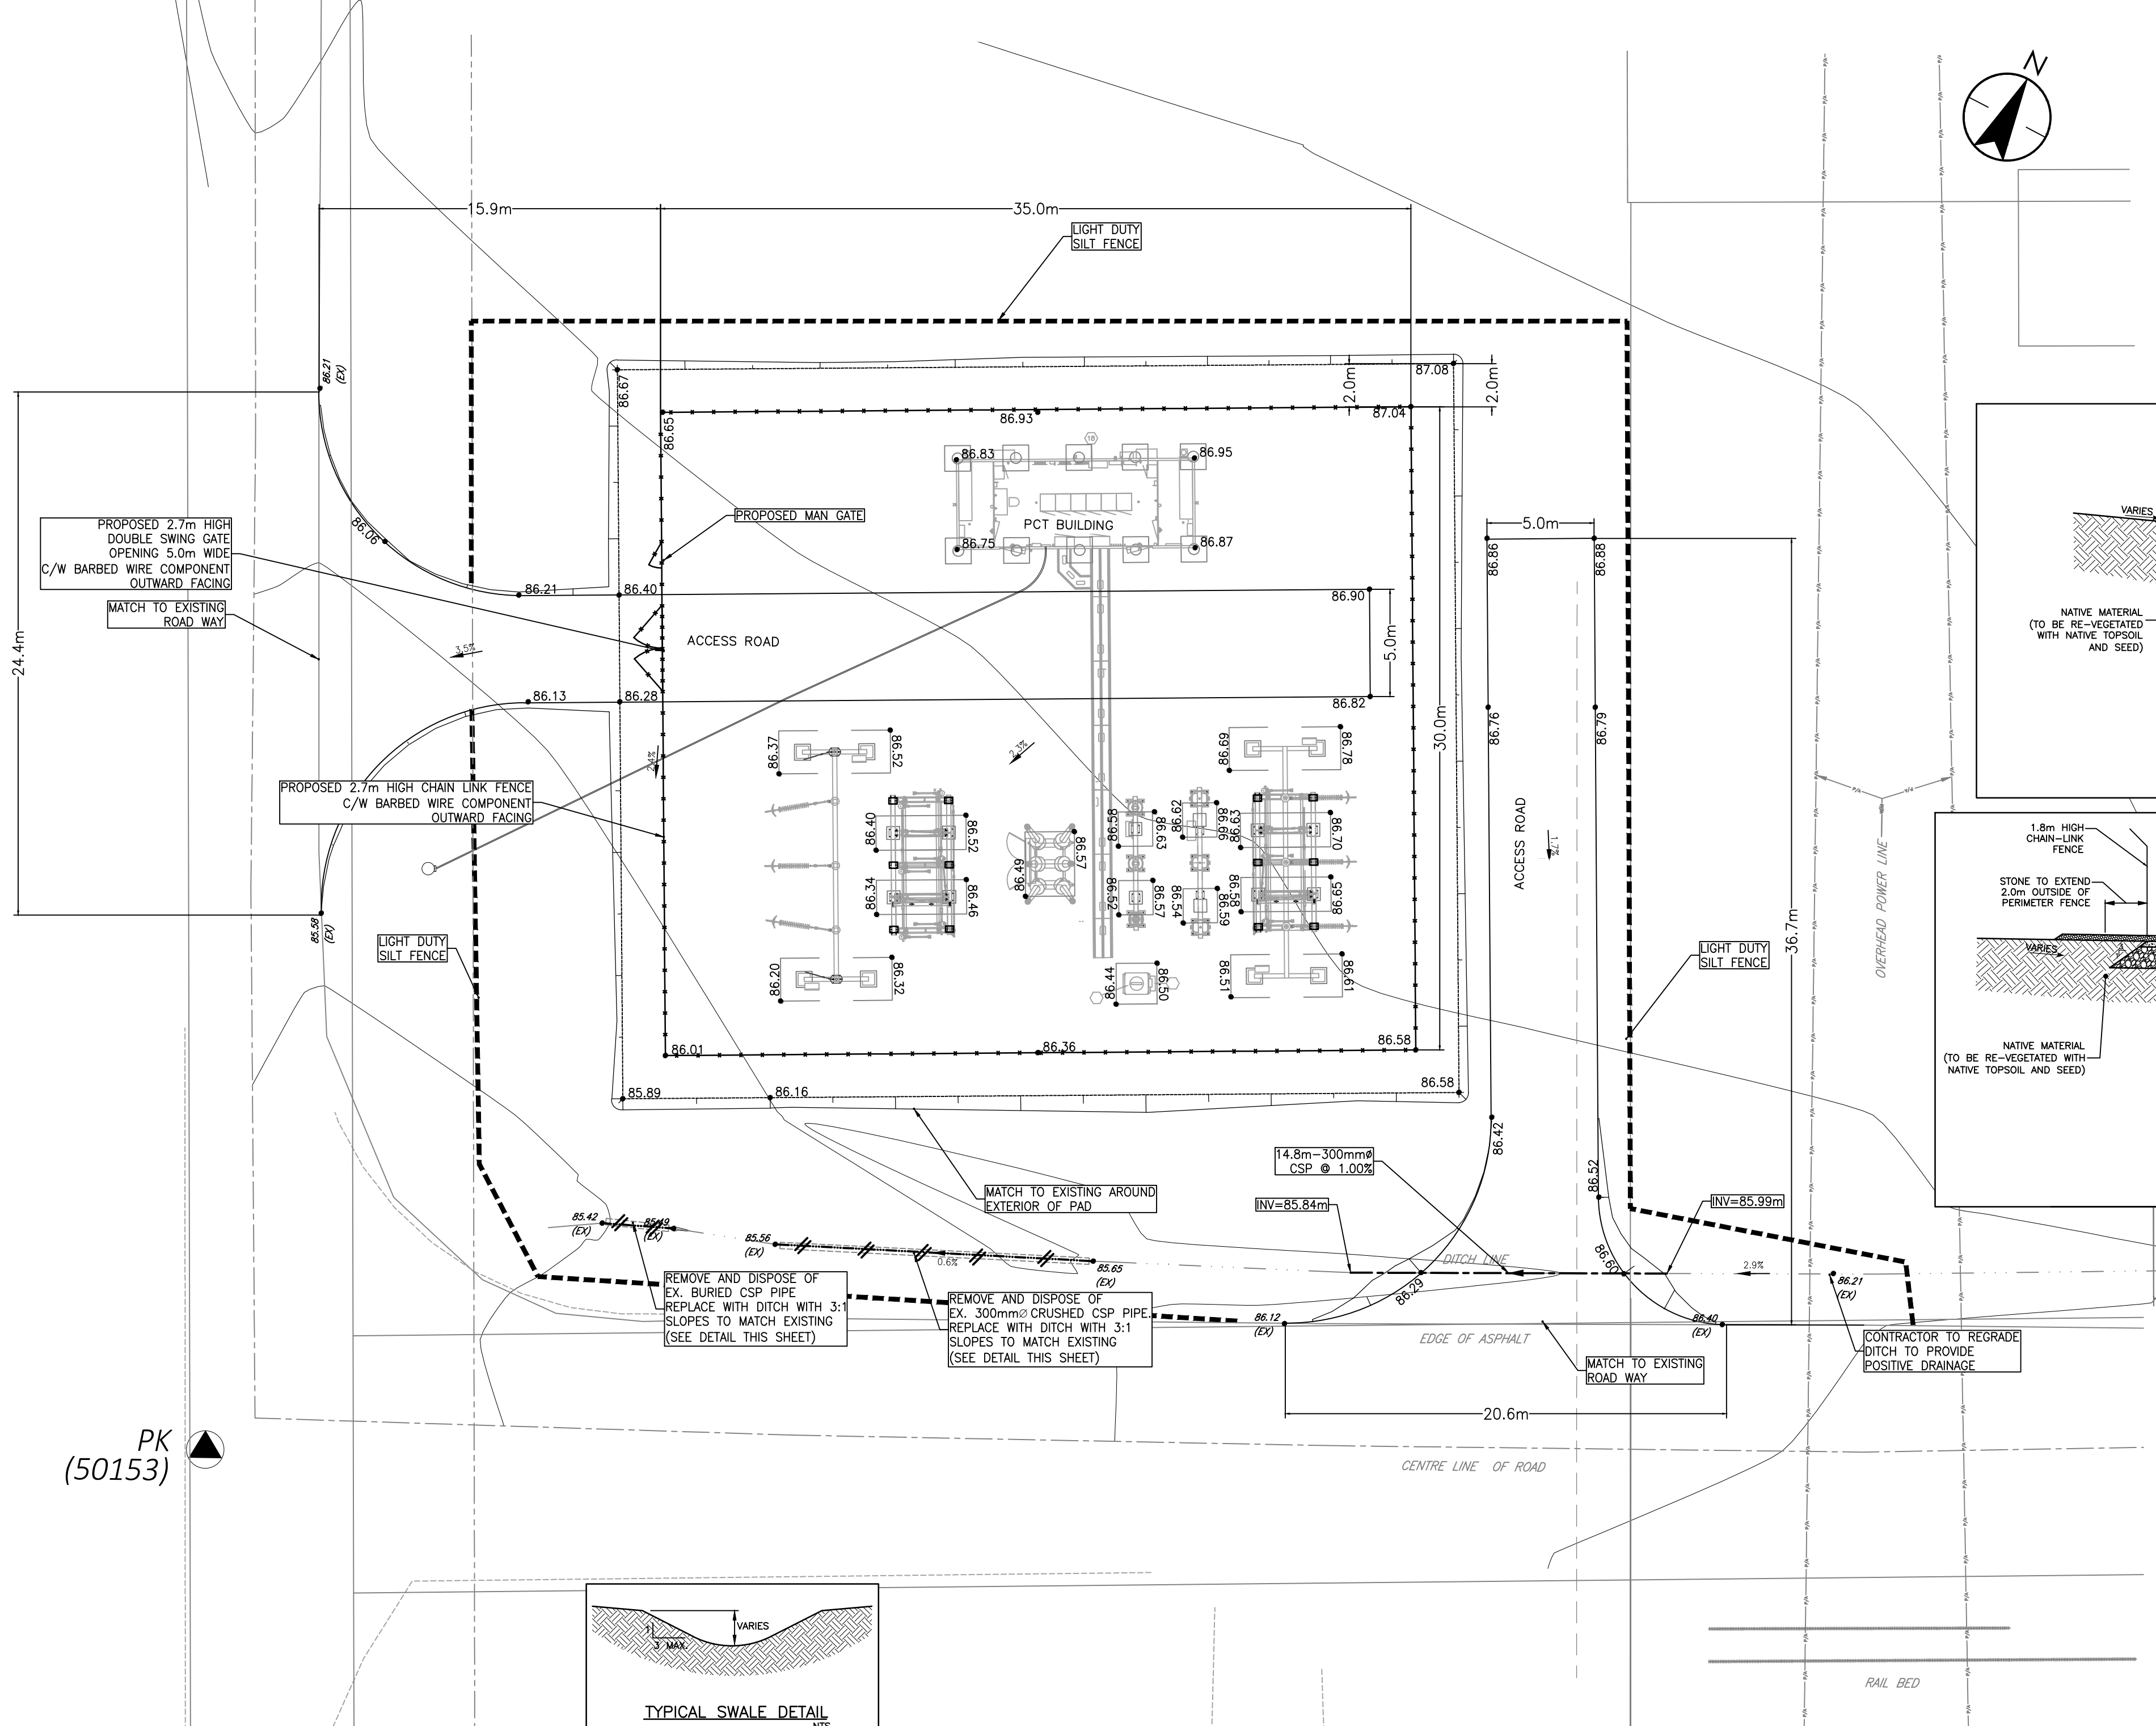 N
15.9m
35.0m
LIGHT DUTY
SILT FENCE
86.21
(EX)
86.67
87.08
2.0m
2.0m
86.65
86.93
87.04
18
86.83
86.95
PCT BUILDING
86.75
86.87
PROPOSED MAN GATE
5.0m
86.86
86.88
VARIES
PROPOSED 2.7m HIGH
DOUBLE SWING GATE
OPENING 5.0m WIDE
C/W BARBED WIRE COMPONENT
OUTWARD FACING
86.06
MATCH TO EXISTING
ROAD WAY
86.21
86.40
86.90
NATIVE MATERIAL
(TO BE RE-VEGETATED
WITH NATIVE TOPSOIL
AND SEED)
24.4m
3.5%
ACCESS ROAD
5.0m
86.13
86.28
86.82
86.76
86.79
30.0m
86.37
86.52
2.4%
2.3%
86.69
86.78
PROPOSED 2.7m HIGH CHAIN LINK FENCE
C/W BARBED WIRE COMPONENT
OUTWARD FACING
86.40
86.52
86.34
86.46
86.49
86.57
86.58
86.63
86.62
86.66
86.63
86.70
86.52
86.57
86.54
86.59
86.58
86.65
ACCESS ROAD
1.7%
OVERHEAD POWER LINE
1.8m HIGH
CHAIN-LINK
FENCE
STONE TO EXTEND
2.0m OUTSIDE OF
PERIMETER FENCE
VARIES
3
85.58
(EX)
LIGHT DUTY
SILT FENCE
86.20
86.32
86.44
86.50
86.51
86.61
36.7m
LIGHT DUTY
SILT FENCE
86.01
86.36
86.58
NATIVE MATERIAL
(TO BE RE-VEGETATED WITH
NATIVE TOPSOIL AND SEED)
85.89
86.16
86.58
86.42
86.52
14.8m-300mmø
CSP @ 1.00%
MATCH TO EXISTING AROUND
EXTERIOR OF PAD
INV=85.84m
INV=85.99m
85.42
(EX)
85.49
(EX)
85.56
(EX)
0.6%
85.65
(EX)
DITCH LINE
86.60
2.9%
86.21
(EX)
86.29
REMOVE AND DISPOSE OF
EX. BURIED CSP PIPE
REPLACE WITH DITCH WITH 3:1
SLOPES TO MATCH EXISTING
(SEE DETAIL THIS SHEET)
REMOVE AND DISPOSE OF
EX. 300mmø CRUSHED CSP PIPE.
REPLACE WITH DITCH WITH 3:1
SLOPES TO MATCH EXISTING
(SEE DETAIL THIS SHEET)
86.12
(EX)
86.40
(EX)
EDGE OF ASPHALT
MATCH TO EXISTING
ROAD WAY
CONTRACTOR TO REGRADE
DITCH TO PROVIDE
POSITIVE DRAINAGE
20.6m
PK
(50153)
CENTRE LINE OF ROAD
VARIES
1
3 MAX.
TYPICAL SWALE DETAIL
NTS
RAIL BED